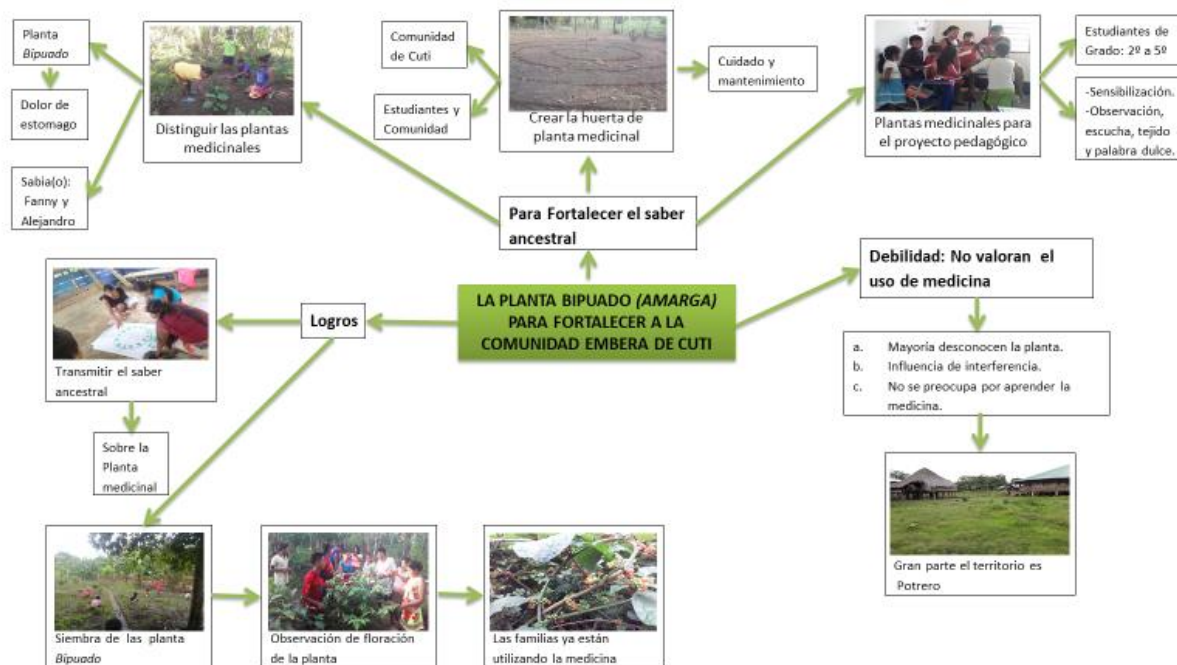 Planta
Bipuado
Dolor de
estomago
Sabia(o):
Fanny y
Alejandro
Distinguir las plantas
medicinales
Comunidad
de Cuti
Estudiantes y
Comunidad
Crear la huerta de
planta medicinal
Cuidado y
mantenimiento
Plantas medicinales para
el proyecto pedagógico
Estudiantes de
Grado: 2º a 5º
-Sensibilización.
-Observación,
escucha, tejido
y palabra dulce.
Para Fortalecer el saber
ancestral
LA PLANTA BIPUADO (AMARGA)
PARA FORTALECER A LA
COMUNIDAD EMBERA DE CUTI
Logros
Transmitir el saber
ancestral
Sobre la
Planta
medicinal
Siembra de las planta
Bipuado
Observación de floración
de la planta
Las familias ya están
utilizando la medicina
Debilidad: No valoran el
uso de medicina
a. Mayoría desconocen la planta.
b. Influencia de interferencia.
c. No se preocupa por aprender la
medicina.
Gran parte el territorio es
Potrero